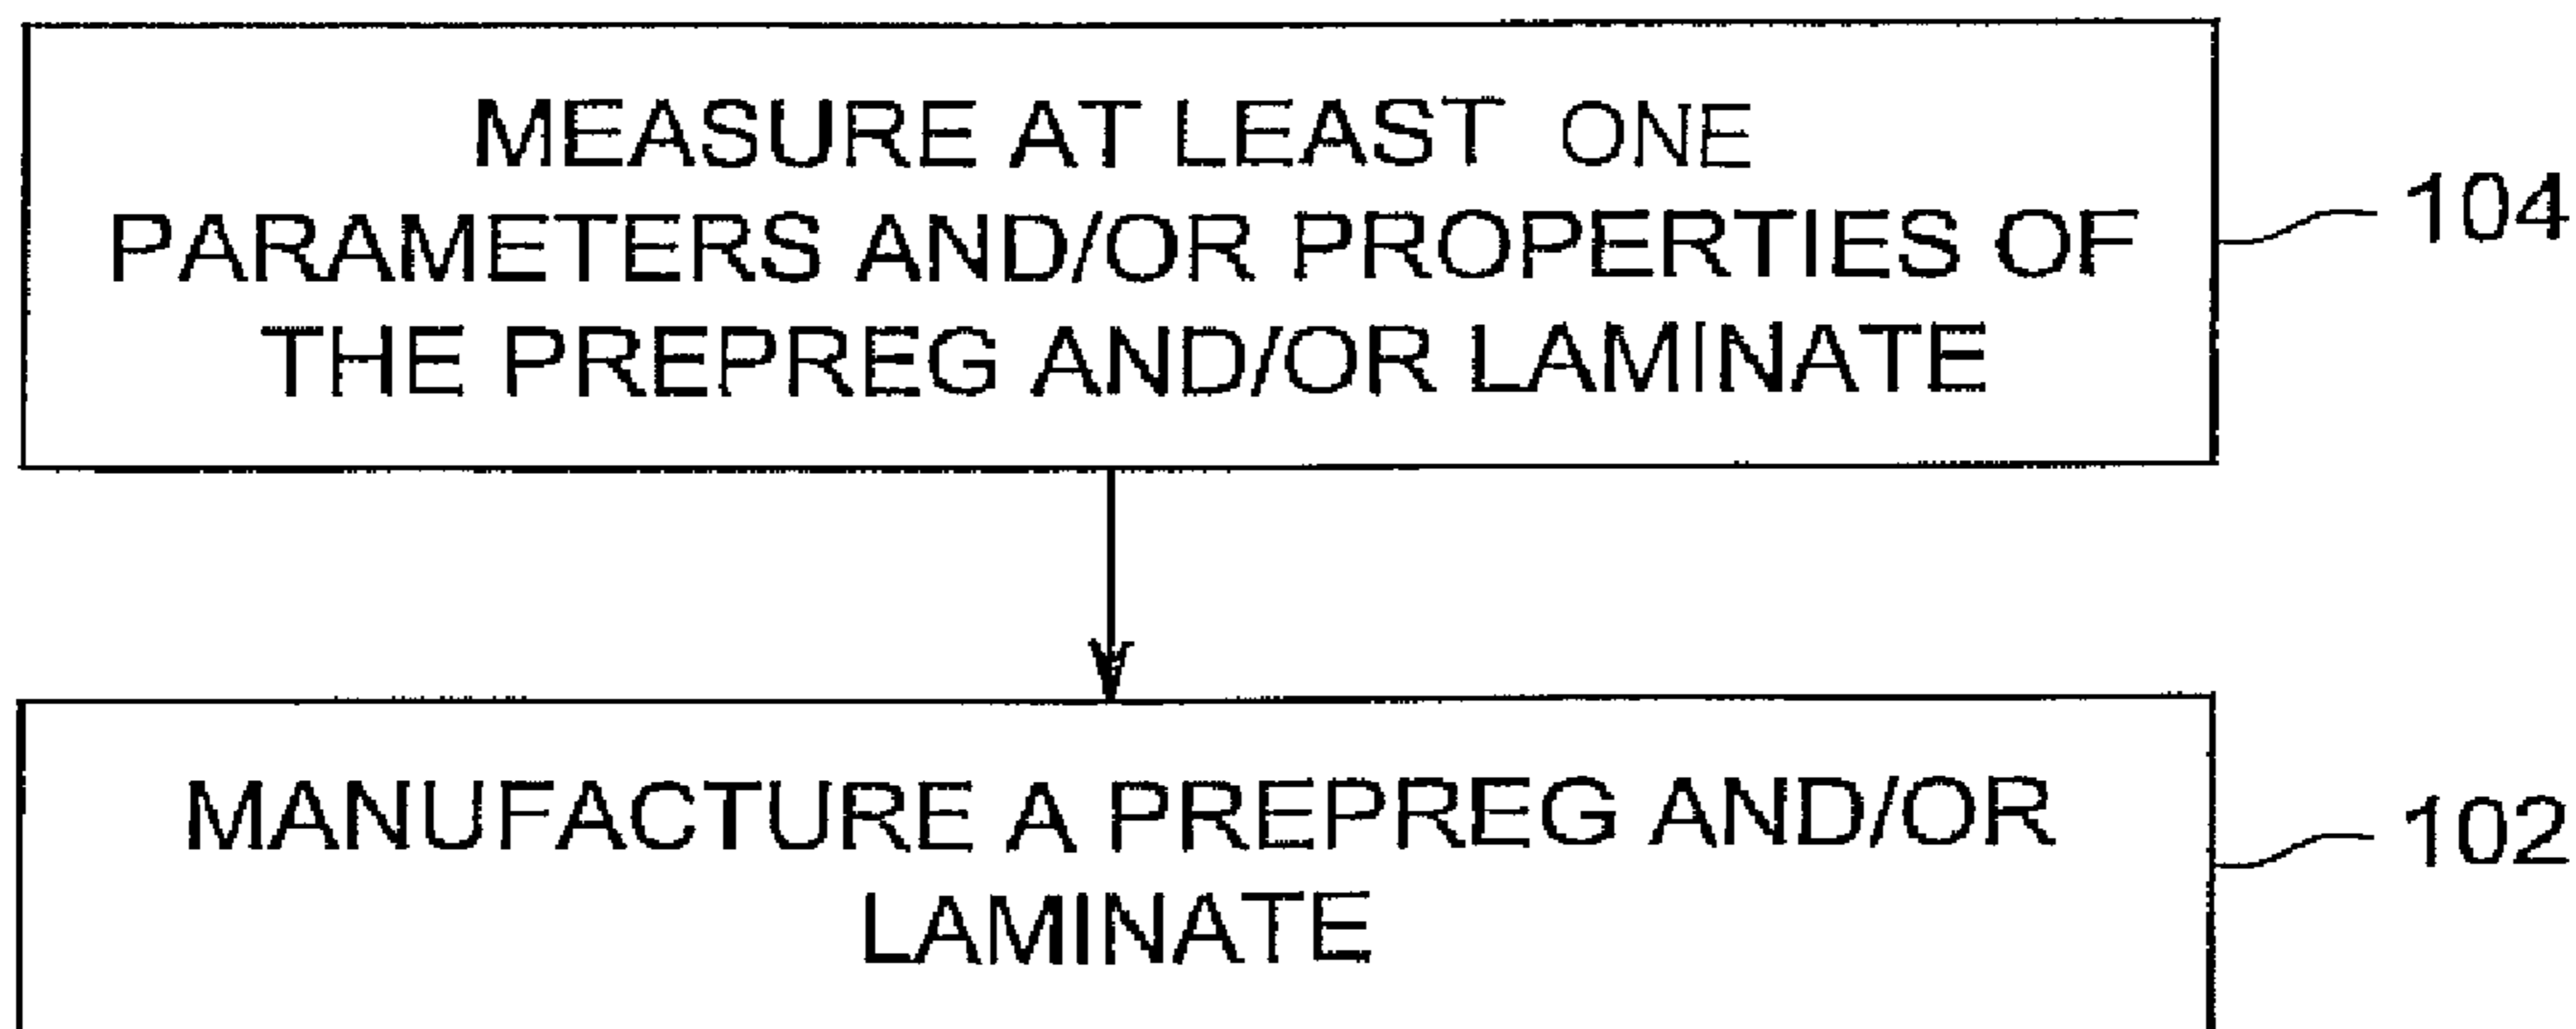 MEASURE AT LEAST ONE
PARAMETERS AND/OR PROPERTIES OF
THE PREPREG AND/OR LAMINATE
104
MANUFACTURE A PREPREG AND/OR
LAMINATE
102